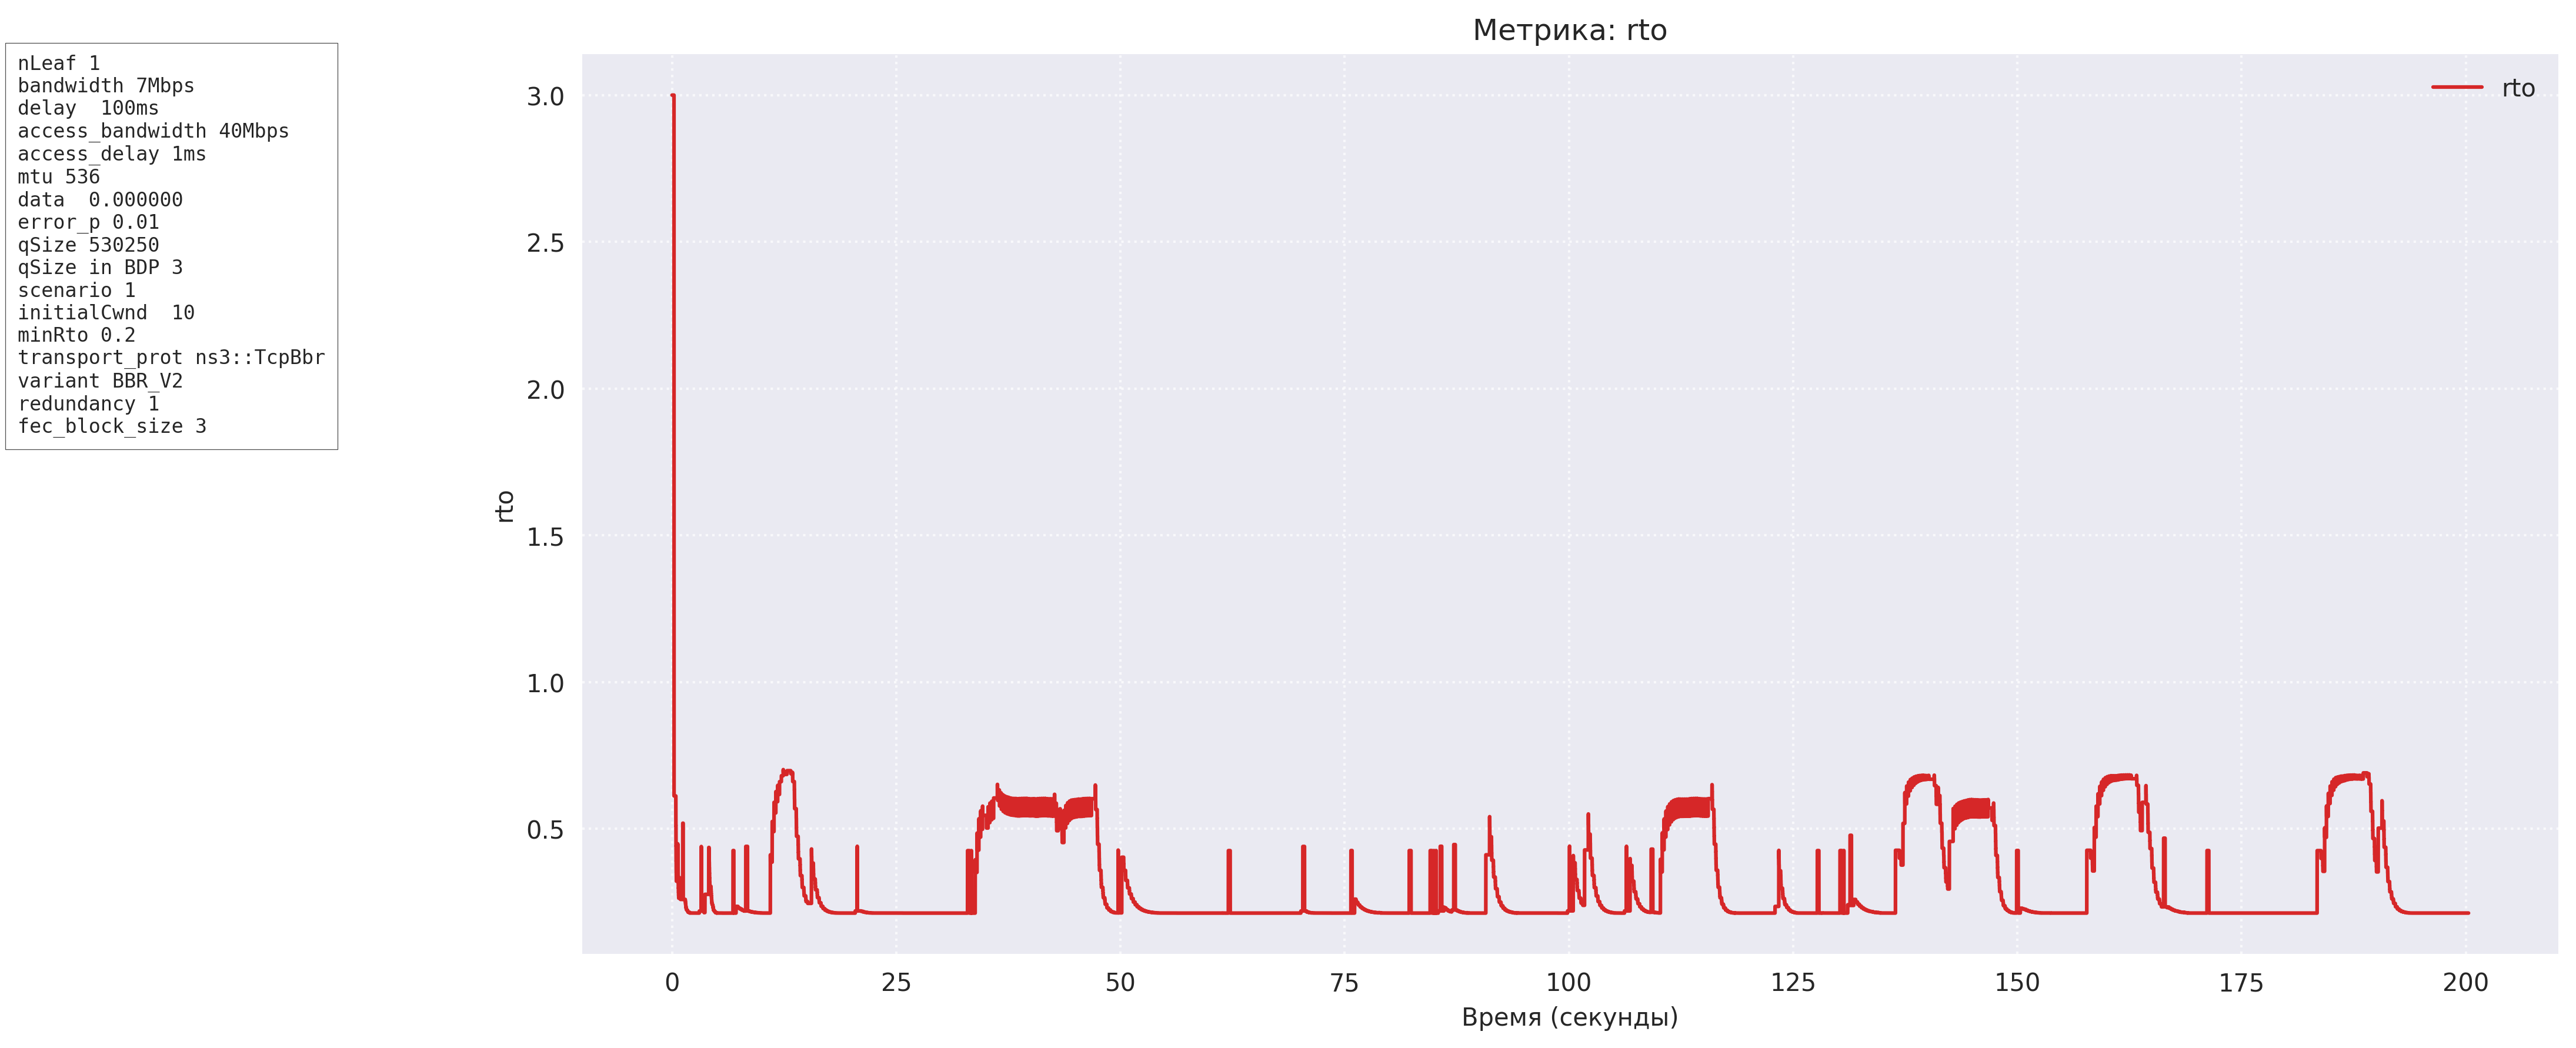 Метрика: rto
nLeaf 1
bandwidth 7Mbps
delay  100ms
access_bandwidth 40Mbps
access_delay 1ms
mtu 536
data  0.000000
error_p 0.01
qSize 530250
qSize in BDP 3
scenario 1
initialCwnd  10
minRto 0.2
transport_prot ns3::TcpBbr
variant BBR_V2
redundancy 1
fec_block_size 3
rto
3.0
2.5
2.0
1.5
1.0
0.5
rto
0 25 50 75 100 125 150 175 200
Время (секунды)